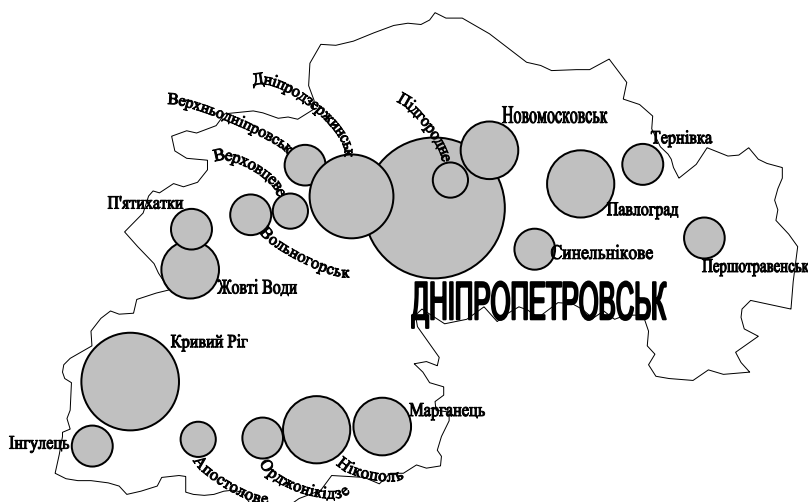 Дніпродзержинськ
Верхньодніпровськ
Підгородне
Новомосковськ
Тернівка
Верховцеве
П'ятихатки
Павлоград
Вольногорськ
Синельнікове
Першотравенськ
Жовті Води
ДНІПРОПЕТРОВСЬК
Кривий Ріг
Марганець
Інгулець
Апостолове
Орджонікідзе
Нікополь